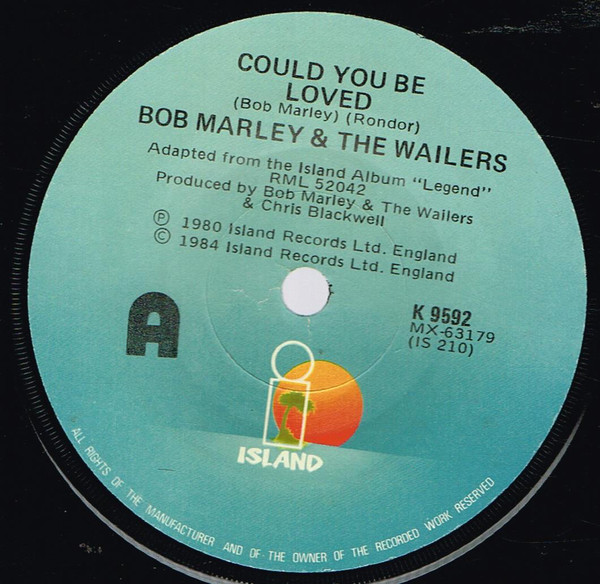 COULD YOU BE
LOVED
(Bob Marley) (Rondor)
BOB MARLEY & THE WAILERS
Adapted from the Island Album "Legend"
RML 52042
Produced by Bob Marley & The Wailers
& Chris Blackwell
Ⓟ 1980 Island Records Ltd. England
© 1984 Island Records Ltd. England
A
K 9592
MX-63179
(IS 210)
ISLAND
ALL RIGHTS OF THE MANUFACTURER AND OF THE OWNER OF THE RECORDED WORK RESERVED